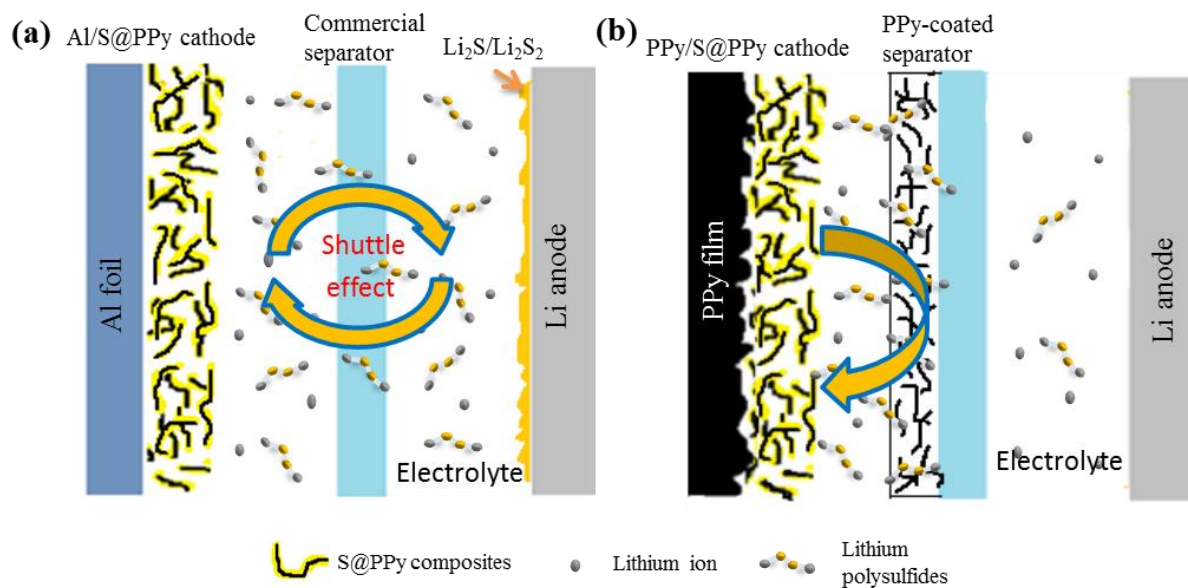 (a)
Al/S@PPy cathode
Commercial
separator
Li₂S/Li₂S₂
Al foil
Shuttle
effect
Electrolyte
Li anode
(b)
PPy/S@PPy cathode
PPy-coated
separator
PPy film
Electrolyte
Li anode
S@PPy composites
Lithium ion
Lithium
polysulfides